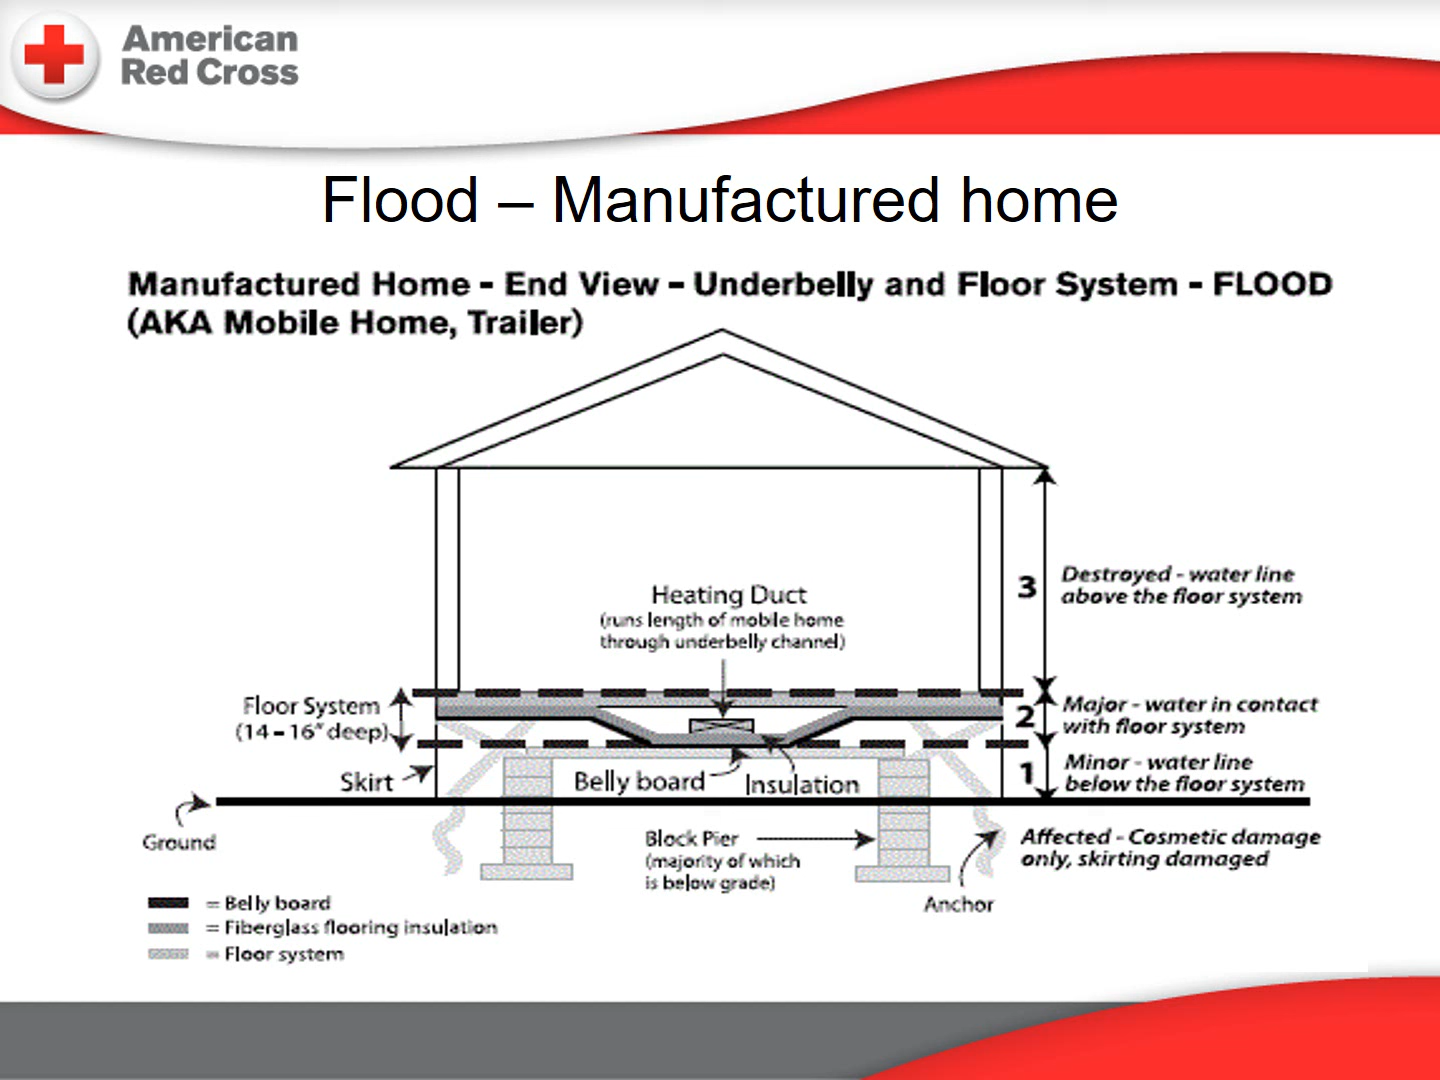 American
Red Cross
Flood – Manufactured home
Manufactured Home - End View - Underbelly and Floor System - FLOOD
(AKA Mobile Home, Trailer)
Heating Duct
(runs length of mobile home
through underbelly channel)
3
Destroyed - water line
above the floor system
Floor System
(14 – 16" deep)
2
Major - water in contact
with floor system
1
Minor - water line
below the floor system
Skirt
Belly board
Insulation
Ground
Block Pier
(majority of which
is below grade)
Affected - Cosmetic damage
only, skirting damaged
Anchor
= Belly board
= Fiberglass flooring insulation
= Floor system